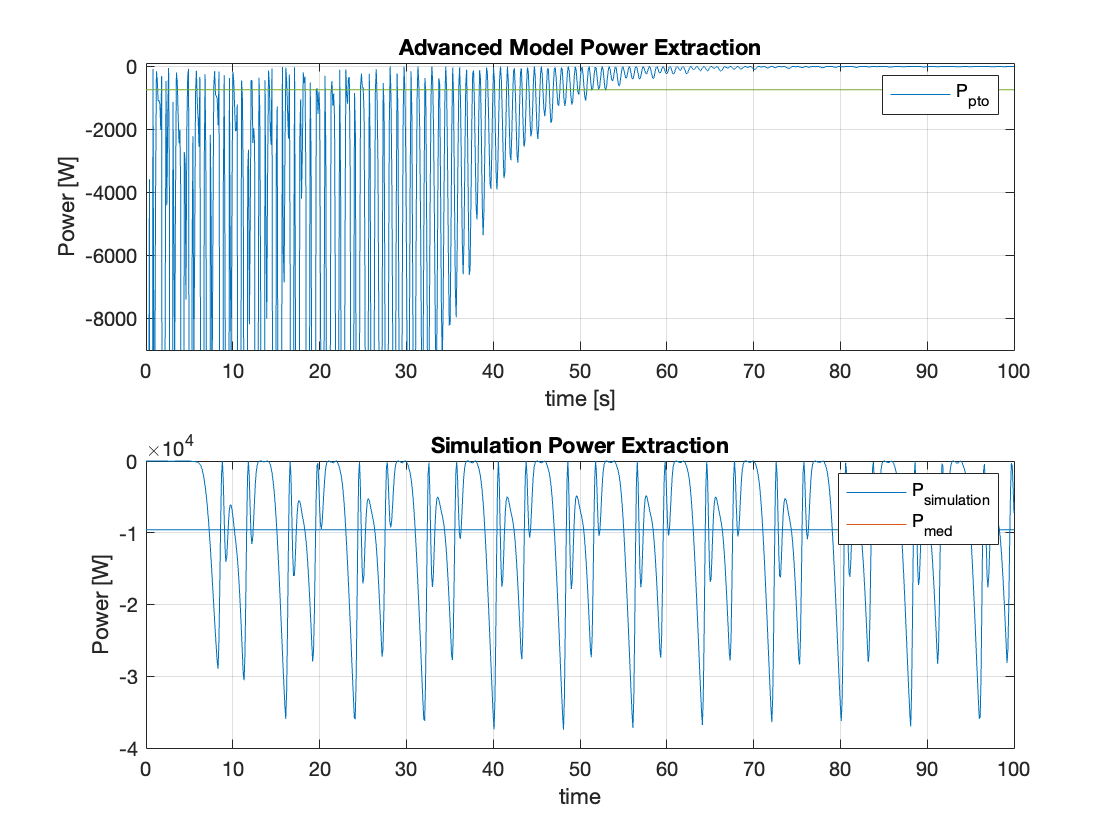 Advanced Model Power Extraction
0
-2000
-4000
-6000
-8000
Power [W]
P_pto
0 10 20 30 40 50 60 70 80 90 100
time [s]
Simulation Power Extraction
×10^4
0
-1
-2
-3
-4
Power [W]
P_simulation
P_med
0 10 20 30 40 50 60 70 80 90 100
time